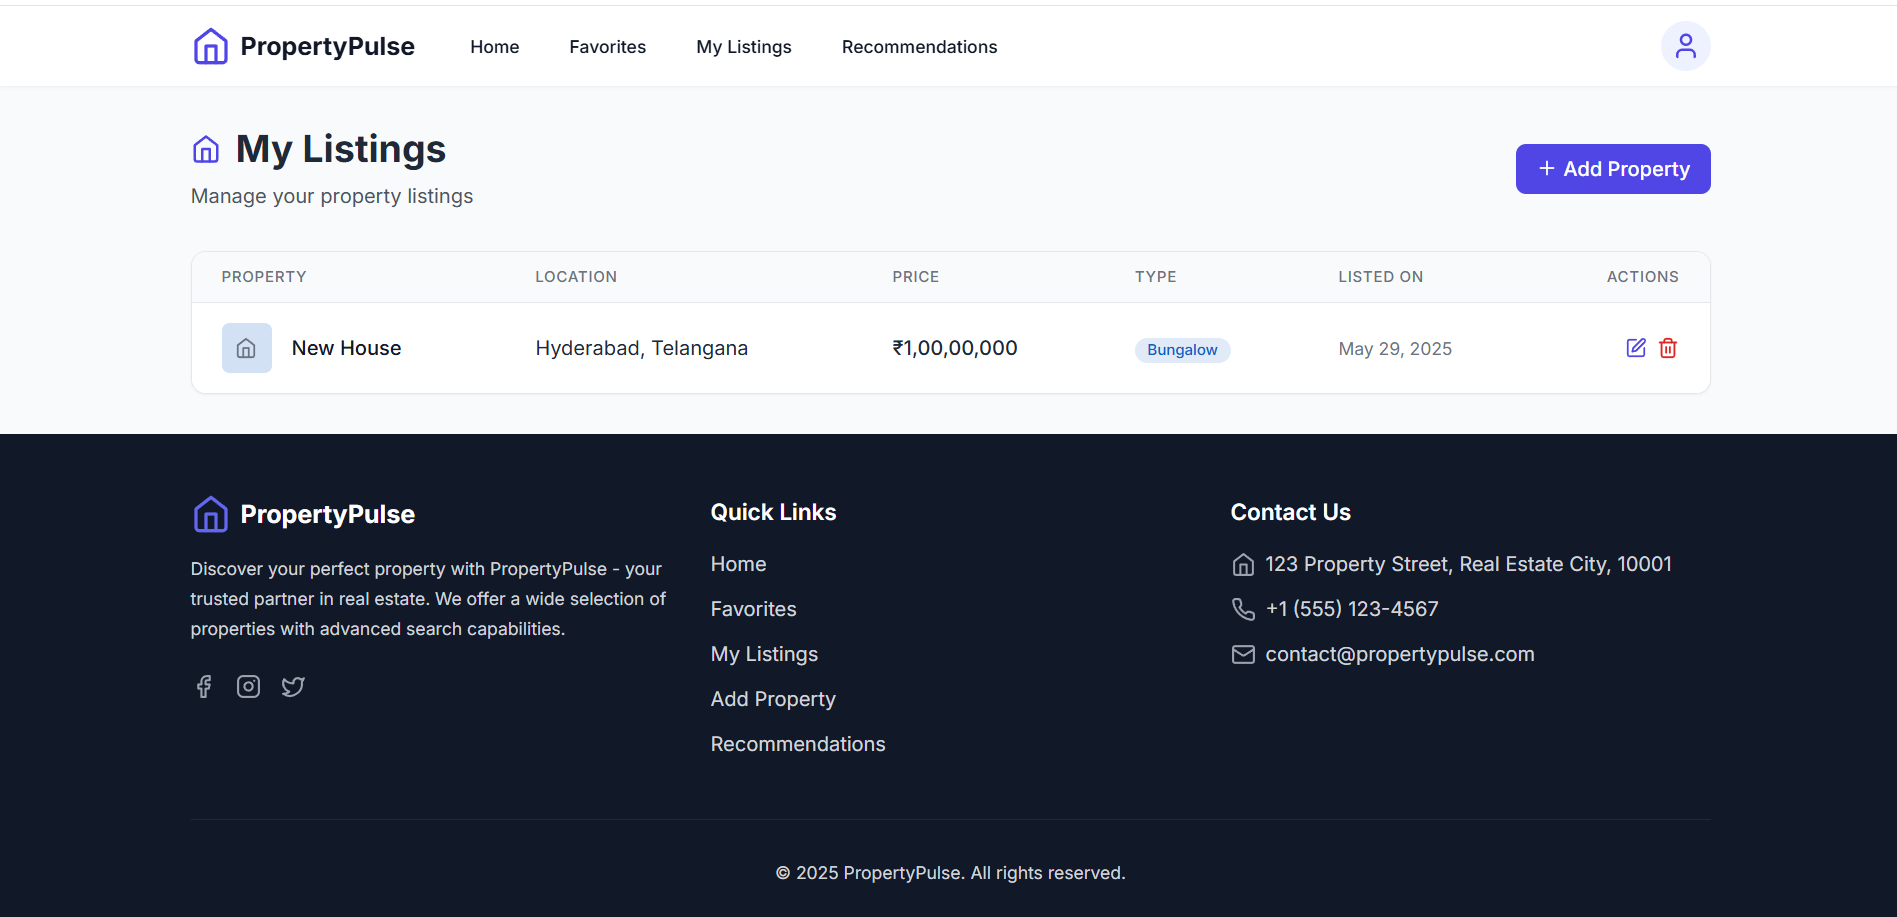 PropertyPulse
Home
Favorites
My Listings
Recommendations
My Listings
Manage your property listings
Add Property
PROPERTY LOCATION PRICE TYPE LISTED ON ACTIONS
New House Hyderabad, Telangana ₹1,00,00,000 Bungalow May 29, 2025
PropertyPulse
Discover your perfect property with PropertyPulse - your
trusted partner in real estate. We offer a wide selection of
properties with advanced search capabilities.
Quick Links
Home
Favorites
My Listings
Add Property
Recommendations
Contact Us
123 Property Street, Real Estate City, 10001
+1 (555) 123-4567
contact@propertypulse.com
© 2025 PropertyPulse. All rights reserved.